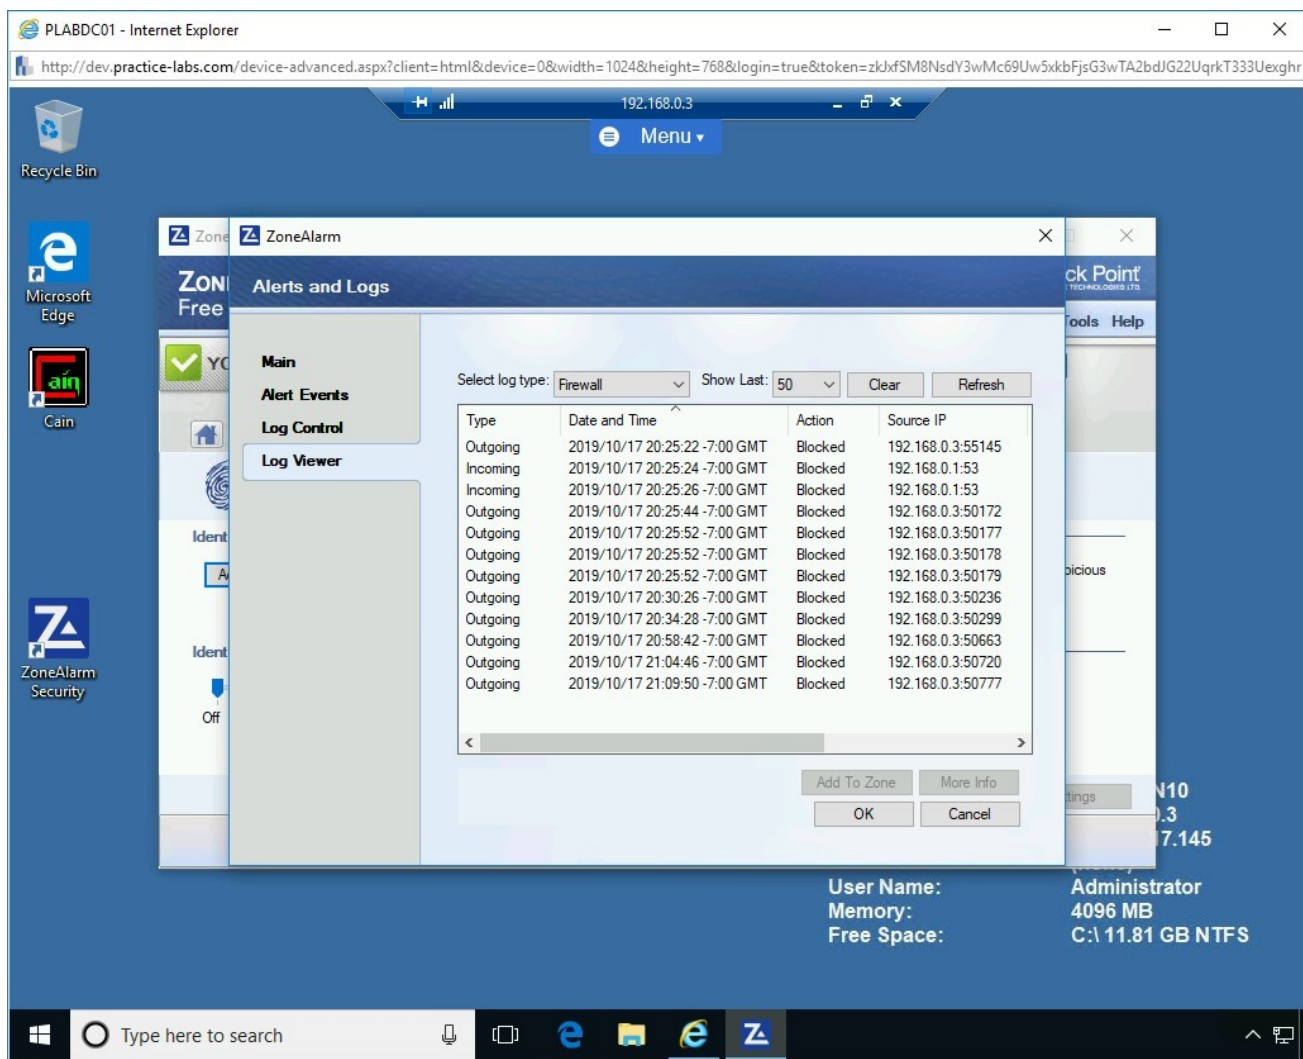 PLABDC01 - Internet Explorer
http://dev.practice-labs.com/device-advanced.aspx?client=html&device=0&width=1024&height=768&login=true&token=zkJxfSM8NsdY3wMc69Uw5xkbFjsG3wTA2bdJG22UqrkT333Uexghr
192.168.0.3
Menu
Recycle Bin
Microsoft
Edge
Cain
ZoneAlarm
Security
Zone
ZoneAlarm
ZON
Free
Alerts and Logs
ck Point
TECHNOLOGIES LTD.
Tools Help
YO
Main
Alert Events
Log Control
Log Viewer
Select log type: Firewall Show Last: 50 Clear Refresh
Type Date and Time Action Source IP
Outgoing 2019/10/17 20:25:22 -7:00 GMT Blocked 192.168.0.3:55145
Incoming 2019/10/17 20:25:24 -7:00 GMT Blocked 192.168.0.1:53
Incoming 2019/10/17 20:25:26 -7:00 GMT Blocked 192.168.0.1:53
Outgoing 2019/10/17 20:25:44 -7:00 GMT Blocked 192.168.0.3:50172
Outgoing 2019/10/17 20:25:52 -7:00 GMT Blocked 192.168.0.3:50177
Outgoing 2019/10/17 20:25:52 -7:00 GMT Blocked 192.168.0.3:50178
Outgoing 2019/10/17 20:25:52 -7:00 GMT Blocked 192.168.0.3:50179
Outgoing 2019/10/17 20:30:26 -7:00 GMT Blocked 192.168.0.3:50236
Outgoing 2019/10/17 20:34:28 -7:00 GMT Blocked 192.168.0.3:50299
Outgoing 2019/10/17 20:58:42 -7:00 GMT Blocked 192.168.0.3:50663
Outgoing 2019/10/17 21:04:46 -7:00 GMT Blocked 192.168.0.3:50720
Outgoing 2019/10/17 21:09:50 -7:00 GMT Blocked 192.168.0.3:50777
Ident
picious
Ident
Off
Add To Zone More Info
OK Cancel
tings
N10
0.3
17.145
User Name: Administrator
Memory: 4096 MB
Free Space: C:\ 11.81 GB NTFS
Type here to search